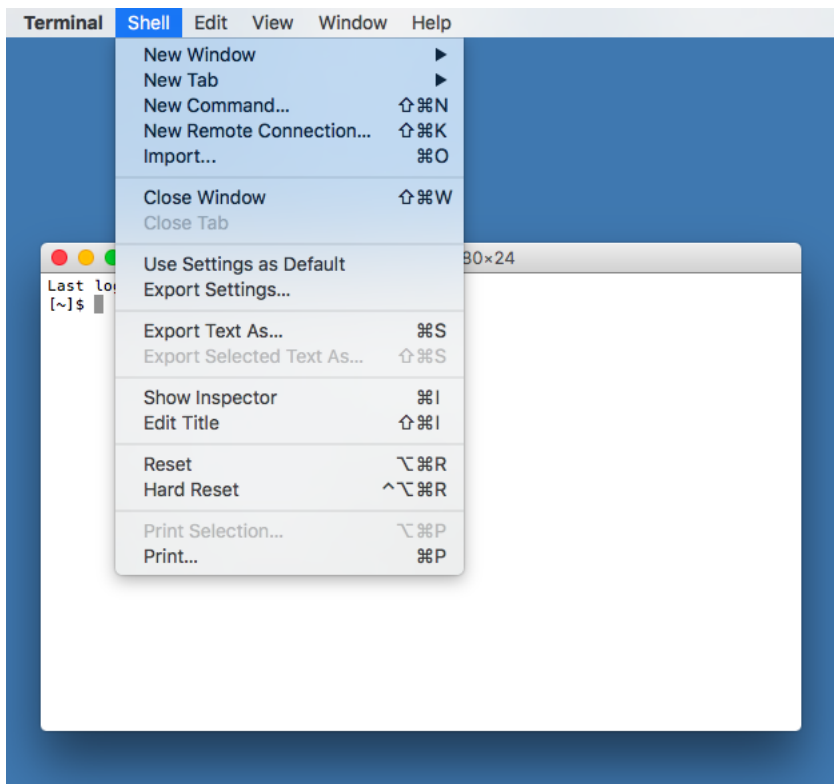 Terminal Shell Edit View Window Help
New Window ▶
New Tab ▶
New Command... ⇧⌘N
New Remote Connection... ⇧⌘K
Import... ⌘O
Close Window ⇧⌘W
Close Tab
80×24
Use Settings as Default
Last
Export Settings...
[~]$
Export Text As... ⌘S
Export Selected Text As... ⇧⌘S
Show Inspector ⌘I
Edit Title ⇧⌘I
Reset ⌥⌘R
Hard Reset ^⌥⌘R
Print Selection... ⌥⌘P
Print... ⌘P